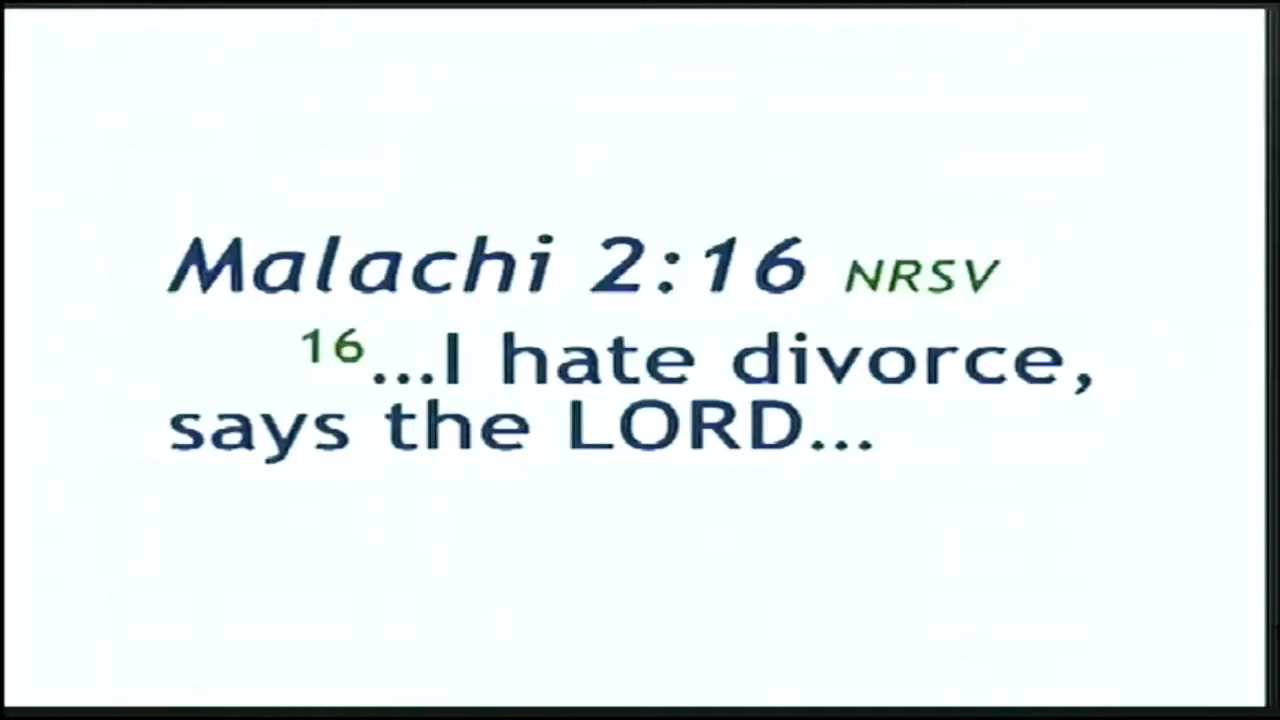 Malachi 2:16 NRSV
16...I hate divorce,
says the LORD...